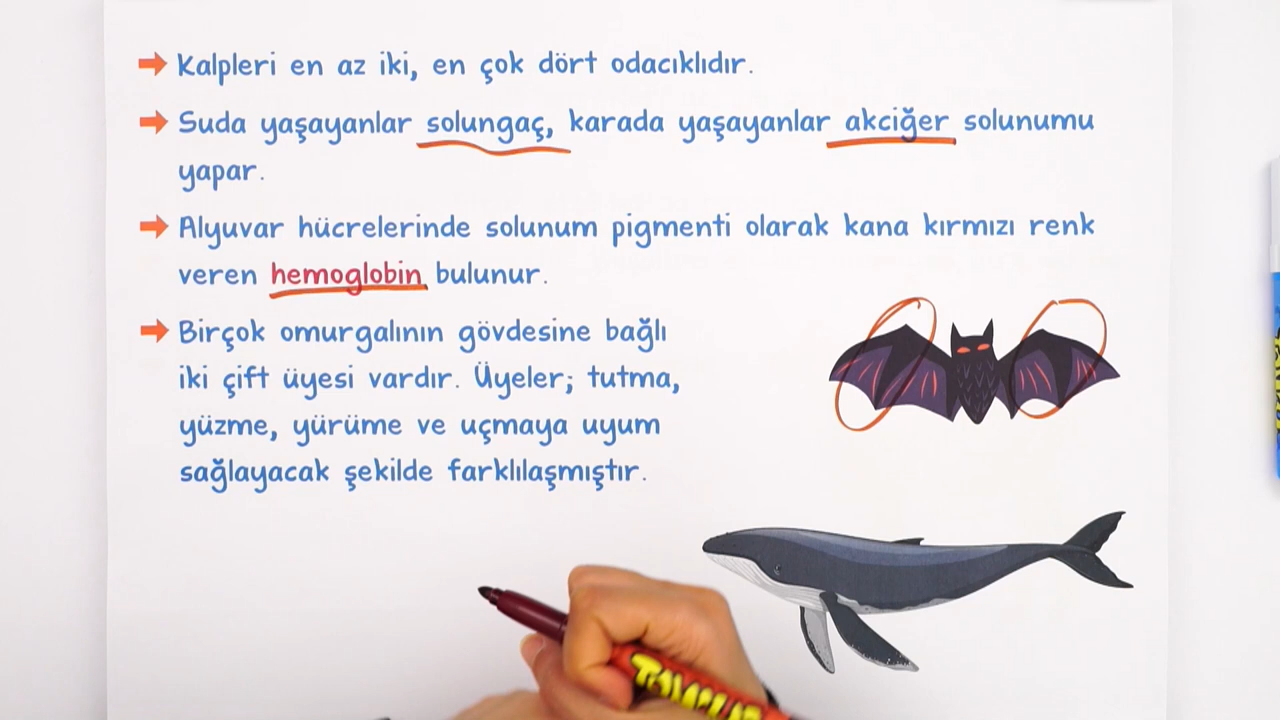 Kalpleri en az iki, en çok dört odacıklıdır.
Suda yaşayanlar solungaç, karada yaşayanlar akciğer solunumu
yapar.
Alyuvar hücrelerinde solunum pigmenti olarak kana kırmızı renk
veren hemoglobin bulunur.
Birçok omurgalının gövdesine bağlı
iki çift üyesi vardır. Üyeler; tutma,
yüzme, yürüme ve uçmaya uyum
sağlayacak şekilde farklılaşmıştır.